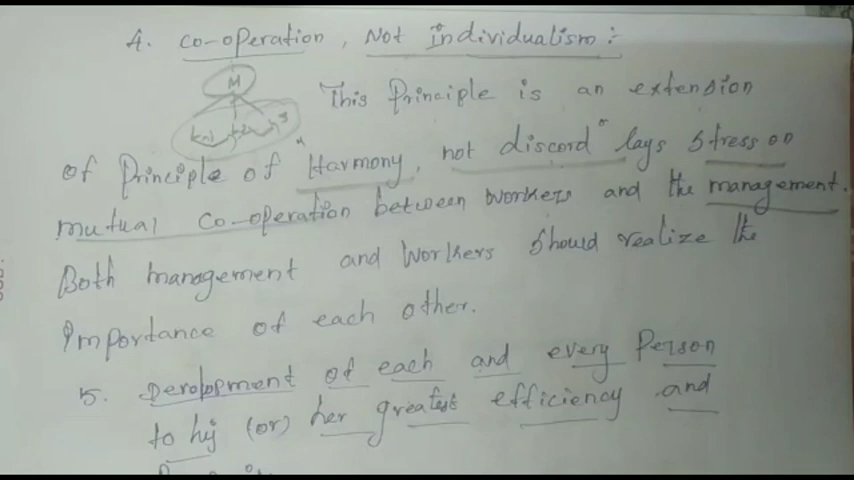 4. co-operation, Not individualism :-
M
This Principle is an extension
of Principle of "Harmony, not discord" lays stress on
mutual co-operation between workers and the management.
Both management and workers should realize the
importance of each other.
5. Derolopment of each and every Person
to his (or) her greatest efficiency and